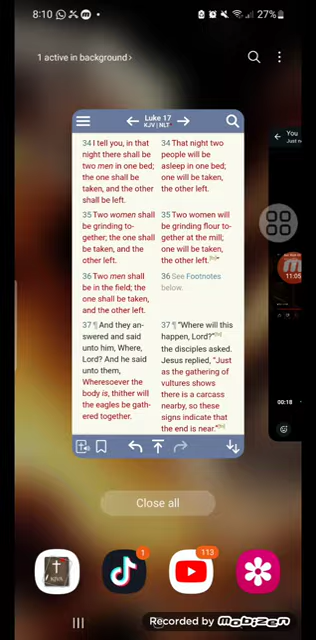 8:10
27%
1 active in background›
Luke 17
KJV | NLT
34 I tell you, in that
night there shall be
two men in one bed;
the one shall be
taken, and the other
shall be left.
35 Two women shall
be grinding to-
gether; the one shall
be taken, and the
other left.
36 Two men shall
be in the field; the
one shall be taken,
and the other left.
37 ¶ And they an-
swered and said
unto him, Where,
Lord? And he said
unto them,
Wheresoever the
body is, thither will
the eagles be gath-
ered together.
34 That night two
people will be
asleep in one bed;
one will be taken,
the other left.
35 Two women will
be grinding flour to-
gether at the mill;
one will be taken,
the other left.
36 See Footnotes
below.
37 ¶ "Where will this
happen, Lord?"
the disciples asked.
Jesus replied, "Just
as the gathering of
vultures shows
there is a carcass
nearby, so these
signs indicate that
the end is near."
You
Just n
11:05
00:18
Close all
KJVS
1
113
Recorded by Mobizen